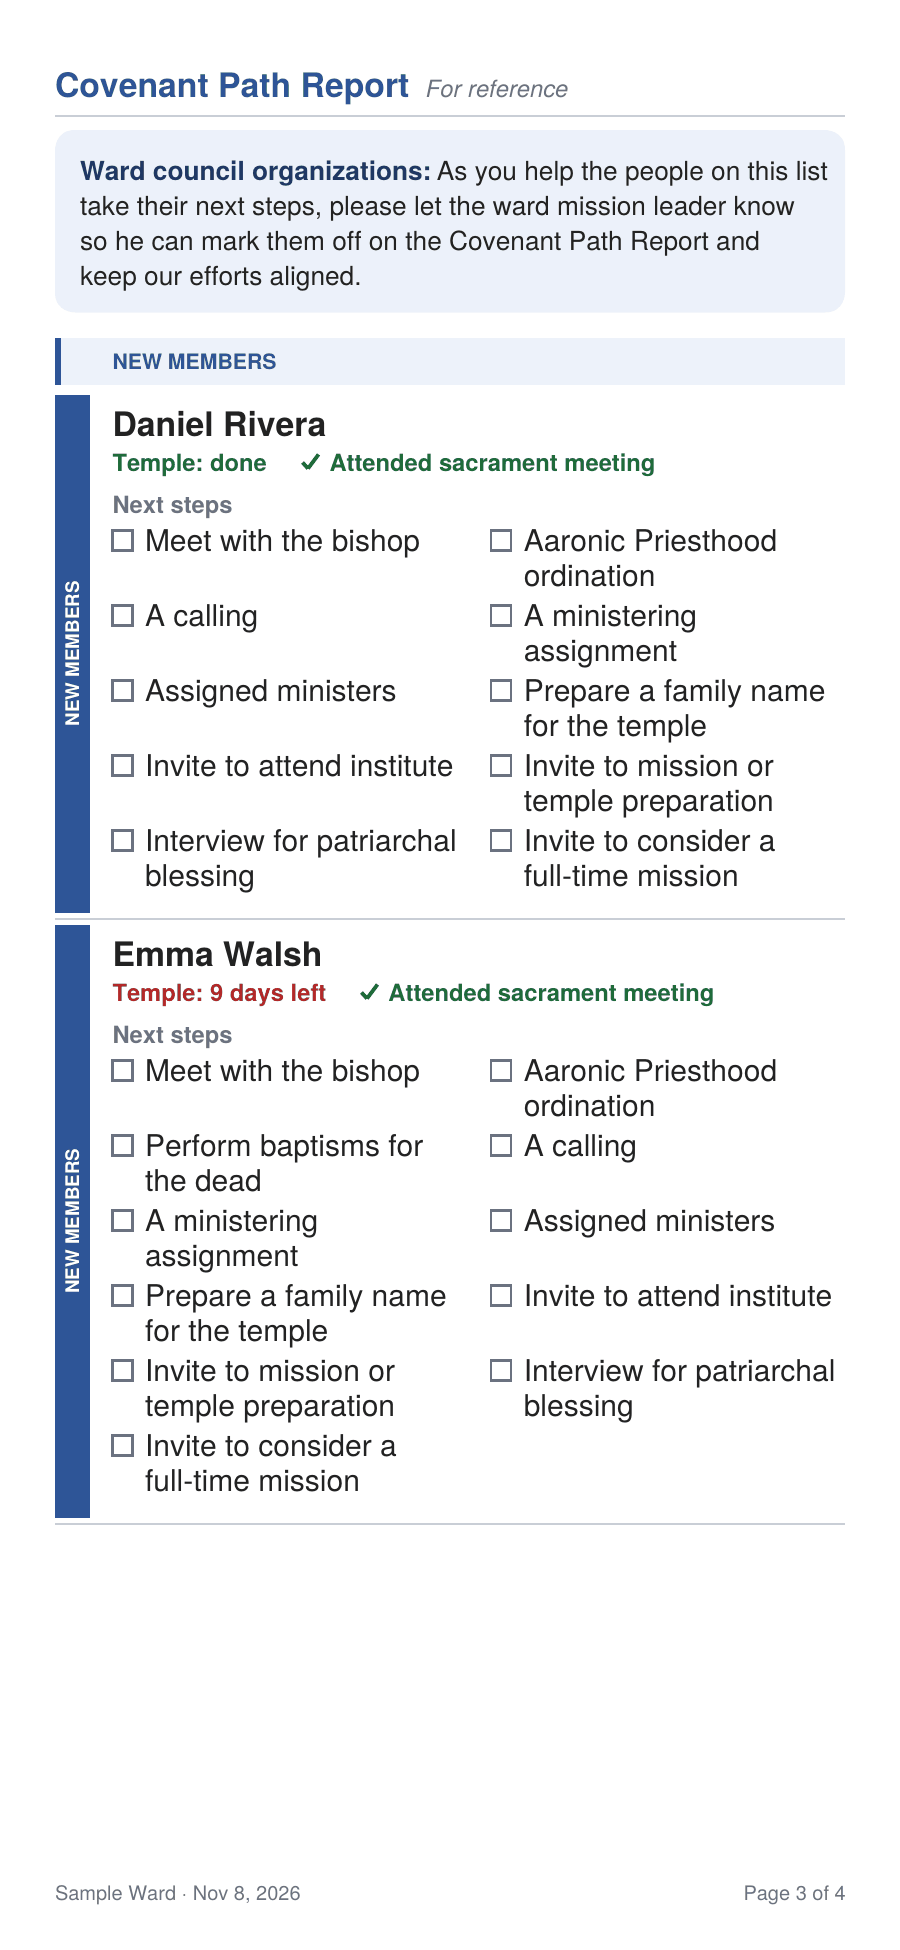 Covenant Path Report For reference
Ward council organizations: As you help the people on this list
take their next steps, please let the ward mission leader know
so he can mark them off on the Covenant Path Report and
keep our efforts aligned.
NEW MEMBERS
NEW MEMBERS
Daniel Rivera
Temple: done ✓ Attended sacrament meeting
Next steps
Meet with the bishop
Aaronic Priesthood
ordination
A calling
A ministering
assignment
Assigned ministers
Prepare a family name
for the temple
Invite to attend institute
Invite to mission or
temple preparation
Interview for patriarchal
blessing
Invite to consider a
full-time mission
NEW MEMBERS
Emma Walsh
Temple: 9 days left ✓ Attended sacrament meeting
Next steps
Meet with the bishop
Aaronic Priesthood
ordination
Perform baptisms for
the dead
A calling
A ministering
assignment
Assigned ministers
Prepare a family name
for the temple
Invite to attend institute
Invite to mission or
temple preparation
Interview for patriarchal
blessing
Invite to consider a
full-time mission
Sample Ward · Nov 8, 2026
Page 3 of 4